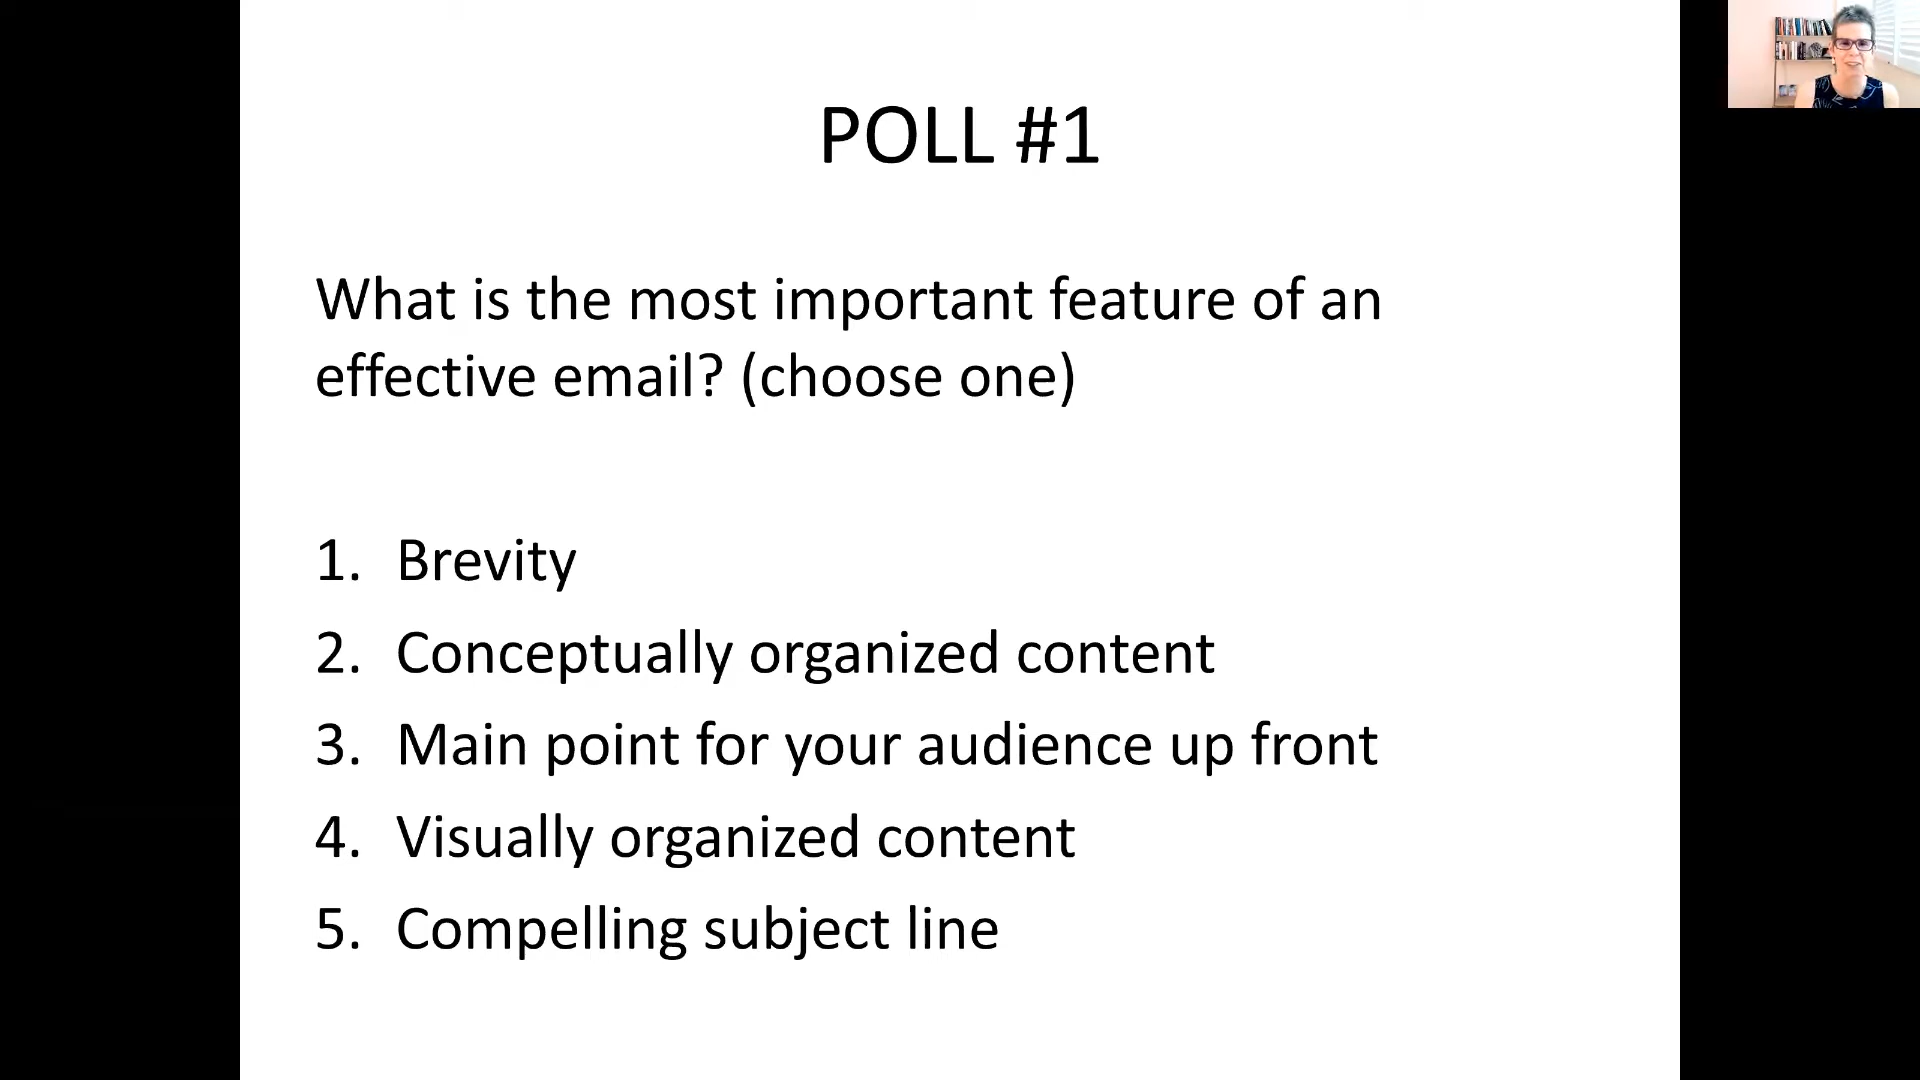 POLL #1
What is the most important feature of an
effective email? (choose one)
1. Brevity
2. Conceptually organized content
3. Main point for your audience up front
4. Visually organized content
5. Compelling subject line